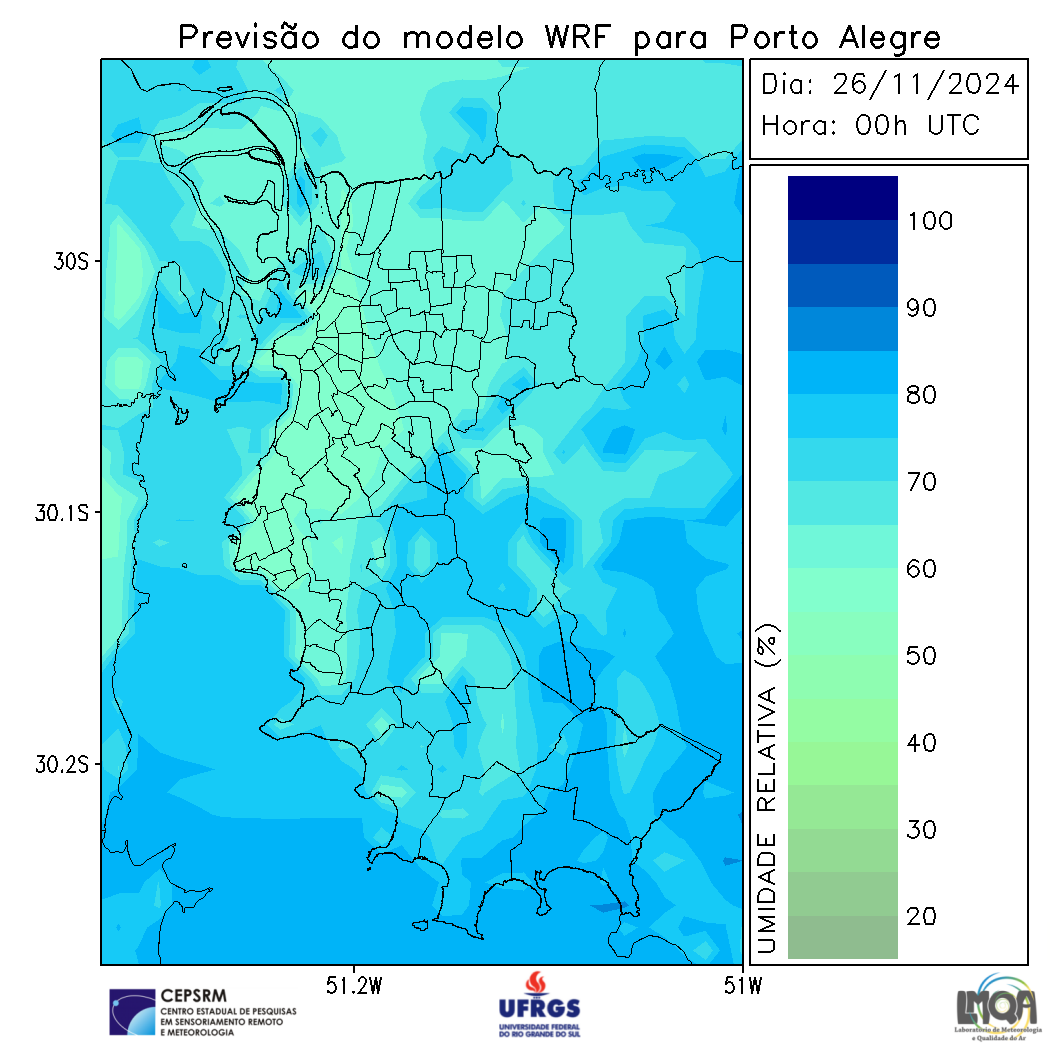 Previsão do modelo WRF para Porto Alegre
Dia: 26/11/2024
Hora: 00h UTC
30S
30.1S
30.2S
51.2W
51W
UMIDADE RELATIVA (%)
100
90
80
70
60
50
40
30
20
CEPSRM
CENTRO ESTADUAL DE PESQUISAS
EM SENSORIAMENTO REMOTO
E METEOROLOGIA
UFRGS
UNIVERSIDADE FEDERAL
DO RIO GRANDE DO SUL
LMQA
Laboratório de Meteorologia
e Qualidade do Ar